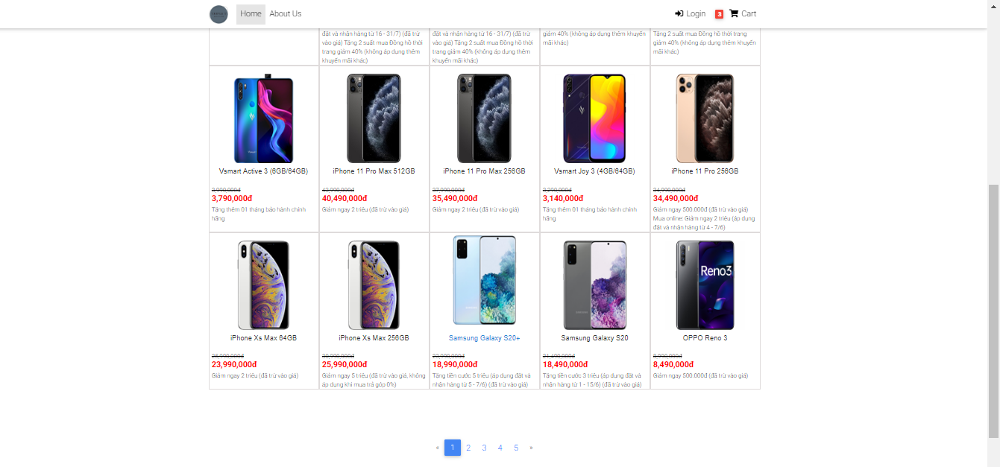 Home
About Us
Login
3
Cart
đặt và nhận hàng từ 16 - 31/7) (đã trừ
vào giá) Tặng 2 suất mua Đồng hồ thời
trang giảm 40% (không áp dụng thêm
khuyến mãi khác)
đặt và nhận hàng từ 16 - 31/7) (đã trừ
vào giá) Tặng 2 suất mua Đồng hồ thời
trang giảm 40% (không áp dụng thêm
khuyến mãi khác)
giảm 40% (không áp dụng thêm khuyến
mãi khác)
Tặng 2 suất mua Đồng hồ thời trang
giảm 40% (không áp dụng thêm khuyến
mãi khác)
Vsmart Active 3 (6GB/64GB)
3,990,000đ
3,790,000đ
Tặng thêm 01 tháng bảo hành chính
hãng
iPhone 11 Pro Max 512GB
43,990,000đ
40,490,000đ
Giảm ngay 2 triệu (đã trừ vào giá)
iPhone 11 Pro Max 256GB
37,990,000đ
35,490,000đ
Giảm ngay 2 triệu (đã trừ vào giá)
Vsmart Joy 3 (4GB/64GB)
3,290,000đ
3,140,000đ
Tặng thêm 01 tháng bảo hành chính
hãng
iPhone 11 Pro 256GB
34,990,000đ
34,490,000đ
Giảm ngay 500.000đ (đã trừ vào giá)
Mua online: Giảm ngay 2 triệu (áp dụng
đặt và nhận hàng từ 4 - 7/6)
iPhone Xs Max 64GB
25,990,000đ
23,990,000đ
Giảm ngay 2 triệu (đã trừ vào giá)
iPhone Xs Max 256GB
30,990,000đ
25,990,000đ
Giảm ngay 5 triệu (đã trừ vào giá, không
áp dụng khi mua trả góp 0%)
Samsung Galaxy S20+
23,990,000đ
18,990,000đ
Tặng tiền cước 5 triệu (áp dụng đặt và
nhận hàng từ 5 - 7/6) (đã trừ vào giá)
Samsung Galaxy S20
21,490,000đ
18,490,000đ
Tặng tiền cước 3 triệu (áp dụng đặt và
nhận hàng từ 1 - 15/6) (đã trừ vào giá)
Reno3
OPPO Reno 3
8,990,000đ
8,490,000đ
Giảm ngay 500.000đ (đã trừ vào giá)
« 1 2 3 4 5 »